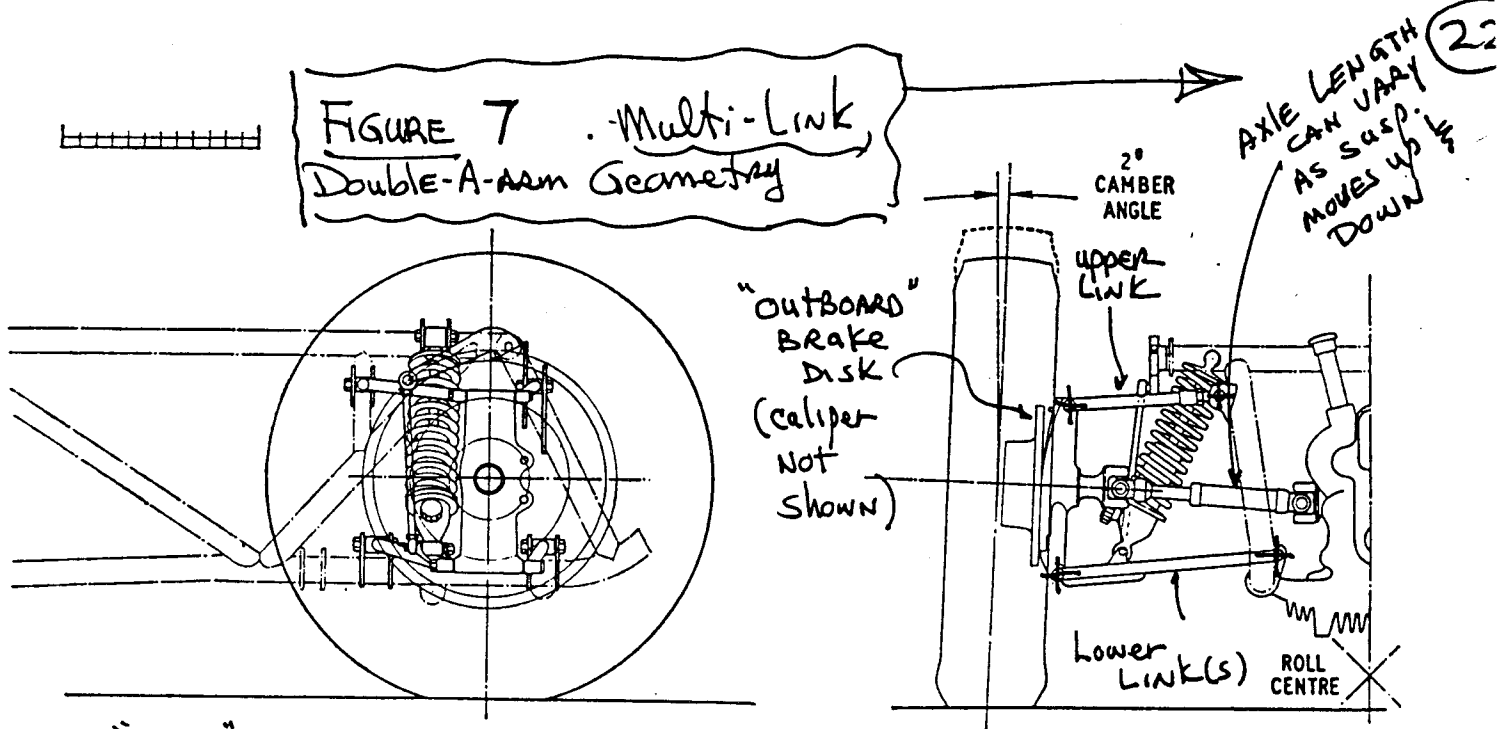 FIGURE 7 . Multi-Link
Double-A-Arm Geometry
22
AXLE LENGTH
CAN VARY
AS SUSP.
MOVES UP &
DOWN
2°
CAMBER
ANGLE
upper
LINK
"OUTBOARD"
BRAKE
DISK
(caliper
Not
Shown)
Lower
LINK(S)
ROLL
CENTRE